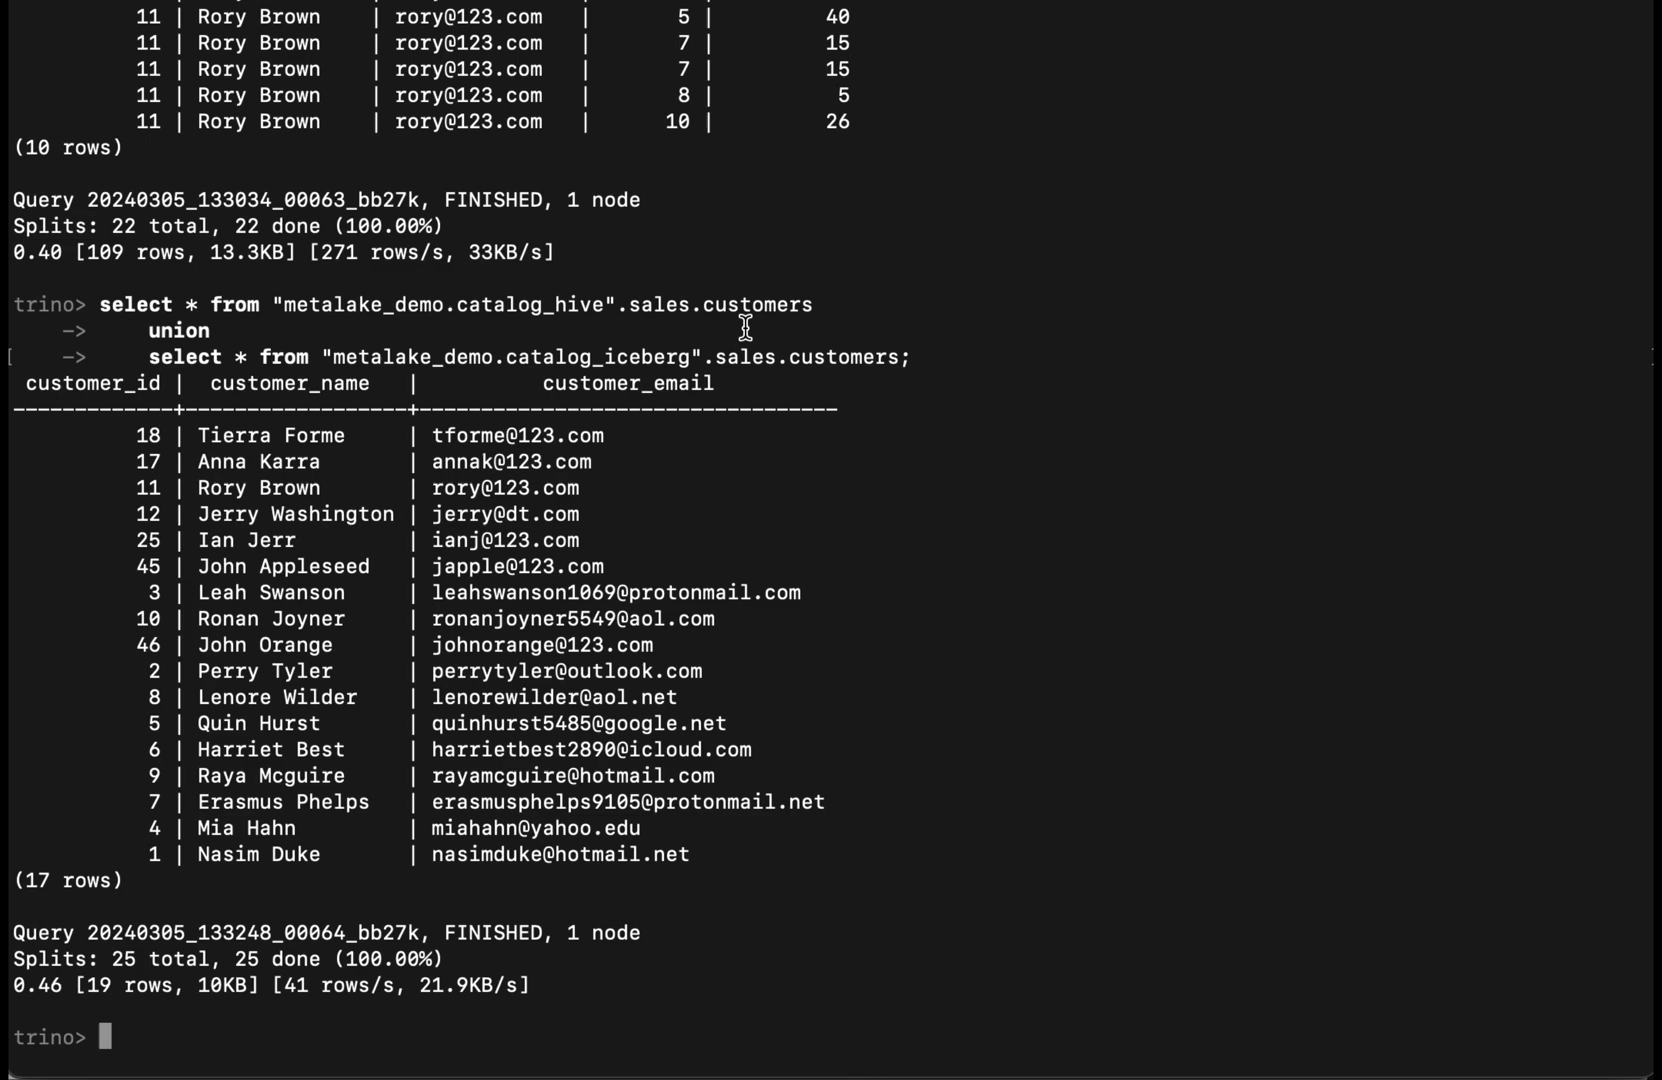 11 | Rory Brown    | rory@123.com   |       5 |         40
11 | Rory Brown    | rory@123.com   |       7 |         15
11 | Rory Brown    | rory@123.com   |       7 |         15
11 | Rory Brown    | rory@123.com   |       8 |          5
11 | Rory Brown    | rory@123.com   |      10 |         26
(10 rows)
Query 20240305_133034_00063_bb27k, FINISHED, 1 node
Splits: 22 total, 22 done (100.00%)
0.40 [109 rows, 13.3KB] [271 rows/s, 33KB/s]
trino> select * from "metalake_demo.catalog_hive".sales.customers
    ->     union
[    ->     select * from "metalake_demo.catalog_iceberg".sales.customers;
customer_id |  customer_name   |          customer_email
-------------+------------------+----------------------------------
18 | Tierra Forme     | tforme@123.com
17 | Anna Karra       | annak@123.com
11 | Rory Brown       | rory@123.com
12 | Jerry Washington | jerry@dt.com
25 | Ian Jerr         | ianj@123.com
45 | John Appleseed   | japple@123.com
3 | Leah Swanson     | leahswanson1069@protonmail.com
10 | Ronan Joyner     | ronanjoyner5549@aol.com
46 | John Orange      | johnorange@123.com
2 | Perry Tyler      | perrytyler@outlook.com
8 | Lenore Wilder    | lenorewilder@aol.net
5 | Quin Hurst       | quinhurst5485@google.net
6 | Harriet Best     | harrietbest2890@icloud.com
9 | Raya Mcguire     | rayamcguire@hotmail.com
7 | Erasmus Phelps   | erasmusphelps9105@protonmail.net
4 | Mia Hahn         | miahahn@yahoo.edu
1 | Nasim Duke       | nasimduke@hotmail.net
(17 rows)
Query 20240305_133248_00064_bb27k, FINISHED, 1 node
Splits: 25 total, 25 done (100.00%)
0.46 [19 rows, 10KB] [41 rows/s, 21.9KB/s]
trino>